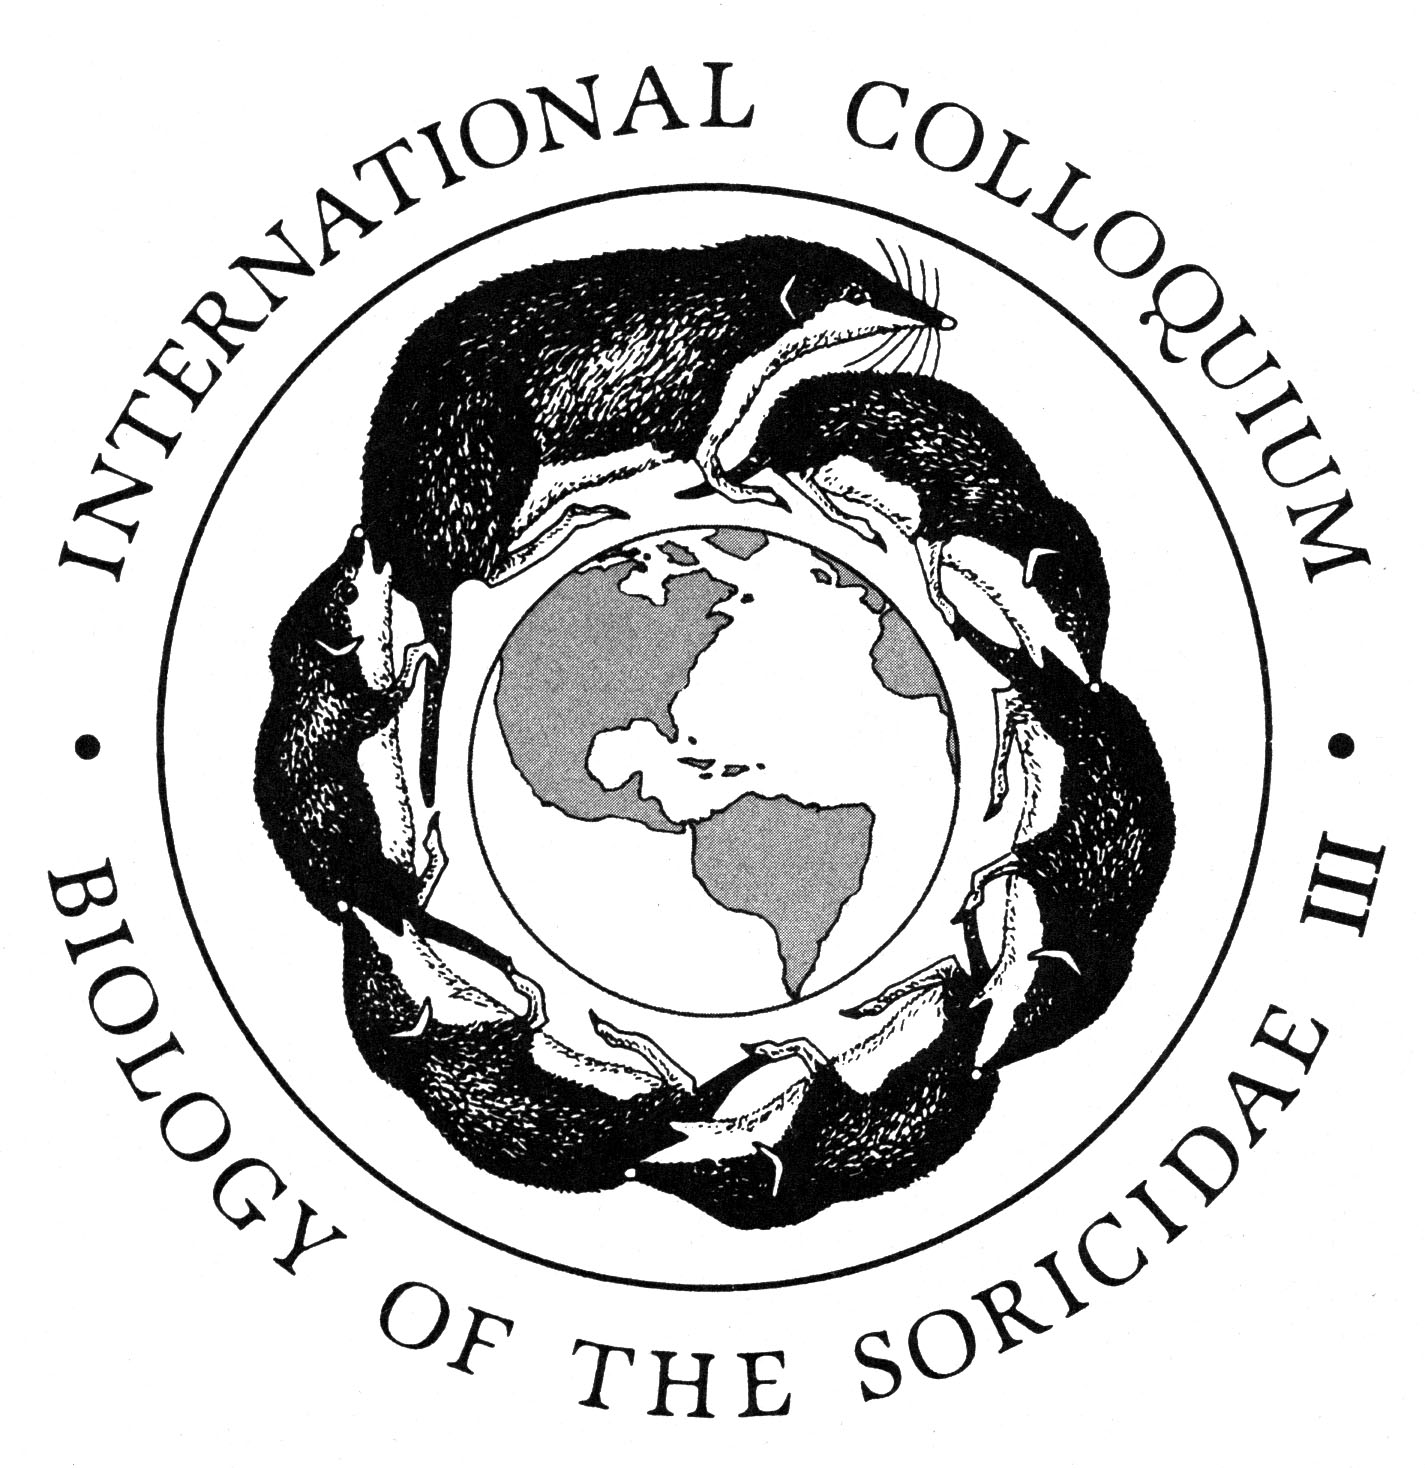 INTERNATIONAL COLLOQUIUM
• BIOLOGY OF THE SORICIDAE III •